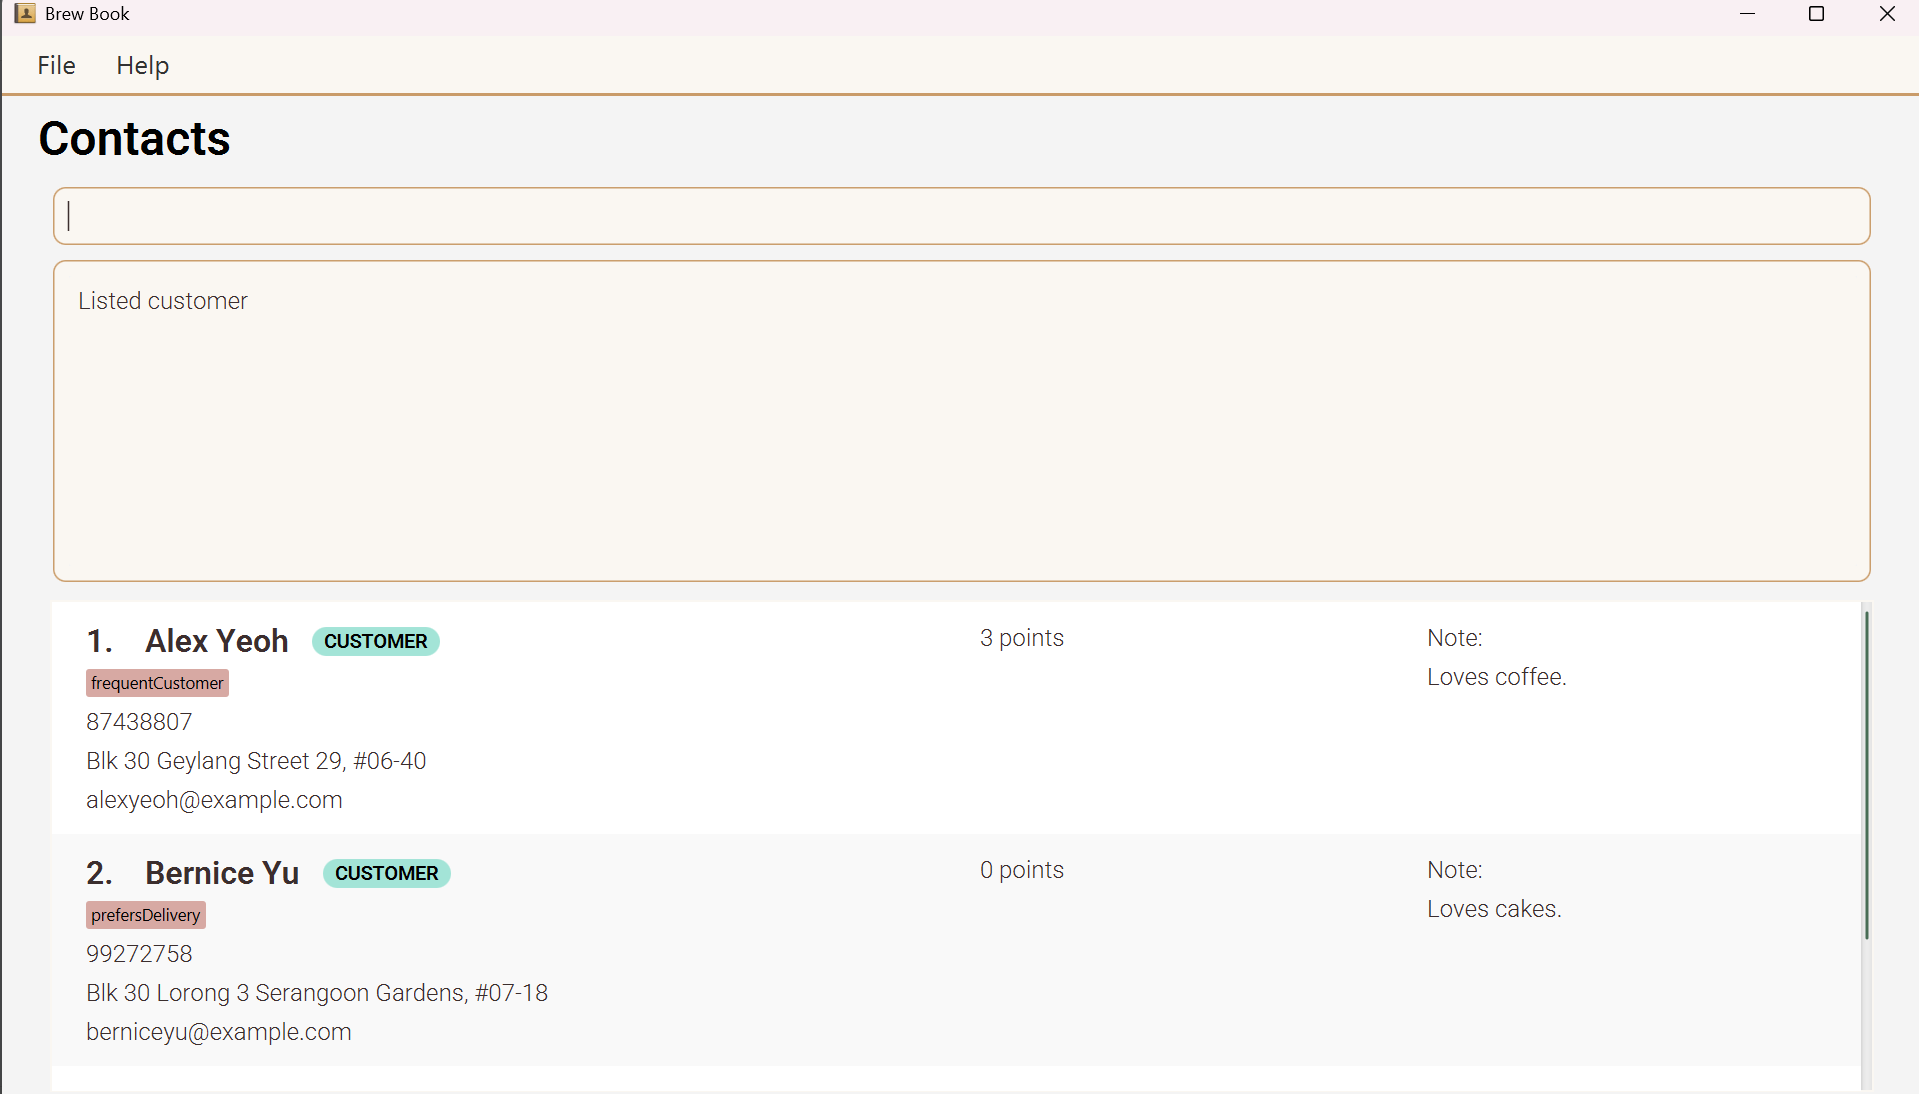 Brew Book
File Help
Contacts
Listed customer
1. Alex Yeoh CUSTOMER 3 points Note:
frequentCustomer Loves coffee.
87438807
Blk 30 Geylang Street 29, #06-40
alexyeoh@example.com
2. Bernice Yu CUSTOMER 0 points Note:
prefersDelivery Loves cakes.
99272758
Blk 30 Lorong 3 Serangoon Gardens, #07-18
berniceyu@example.com